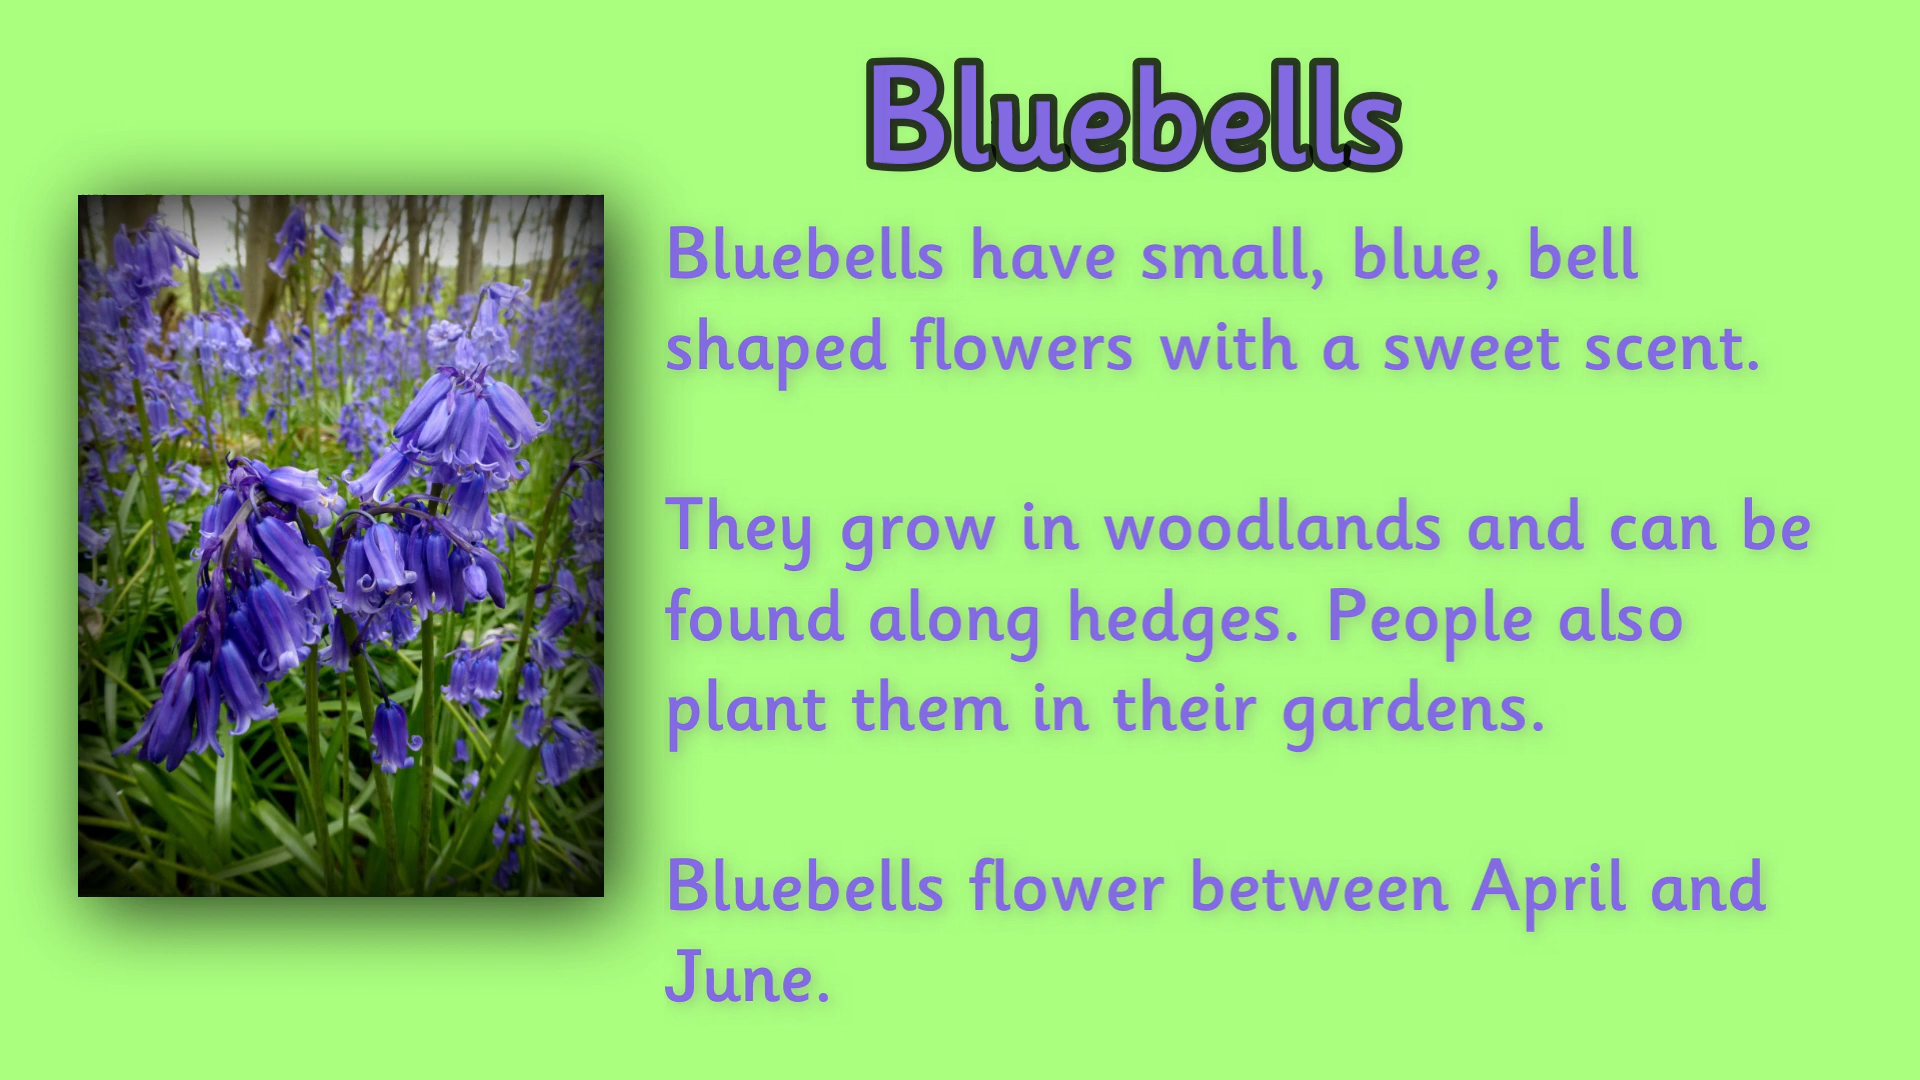 Bluebells
Bluebells have small, blue, bell
shaped flowers with a sweet scent.
They grow in woodlands and can be
found along hedges. People also
plant them in their gardens.
Bluebells flower between April and
June.